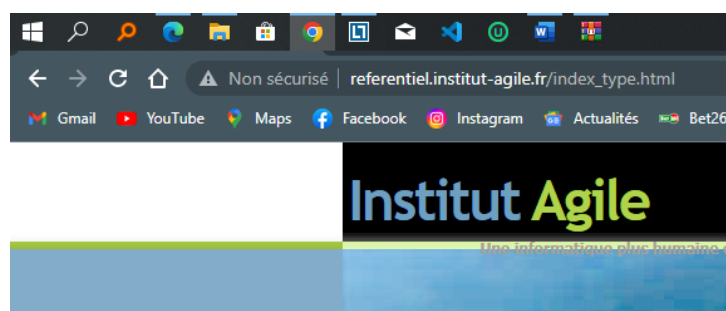 Non sécurisé | referentiel.institut-agile.fr/index_type.html
Gmail YouTube Maps Facebook Instagram Actualités Bet26
Institut Agile
Une informatique plus humaine